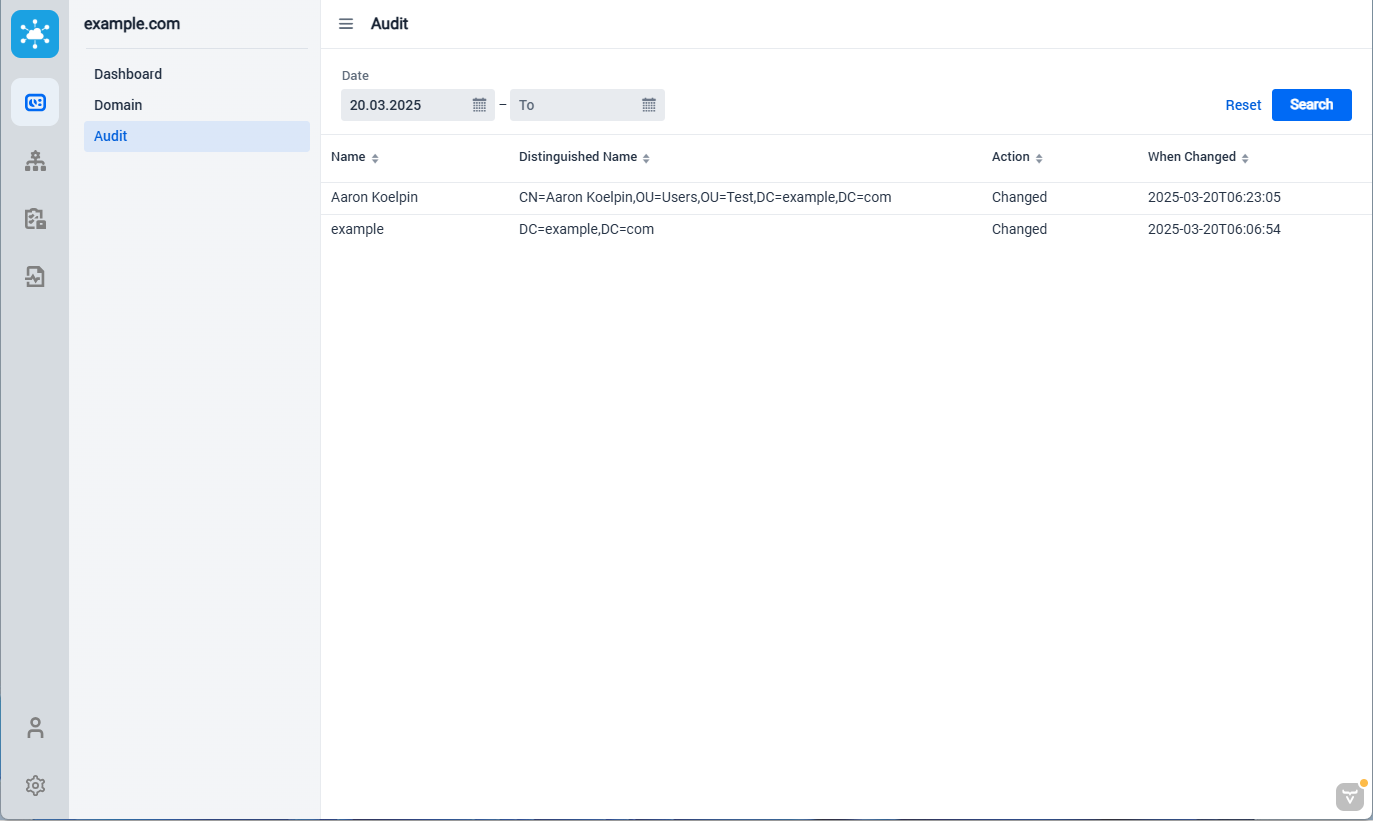 example.com
Audit
Dashboard
Domain
Audit
Date
20.03.2025 – To
Reset Search
Name Distinguished Name Action When Changed
Aaron Koelpin CN=Aaron Koelpin,OU=Users,OU=Test,DC=example,DC=com Changed 2025-03-20T06:23:05
example DC=example,DC=com Changed 2025-03-20T06:06:54